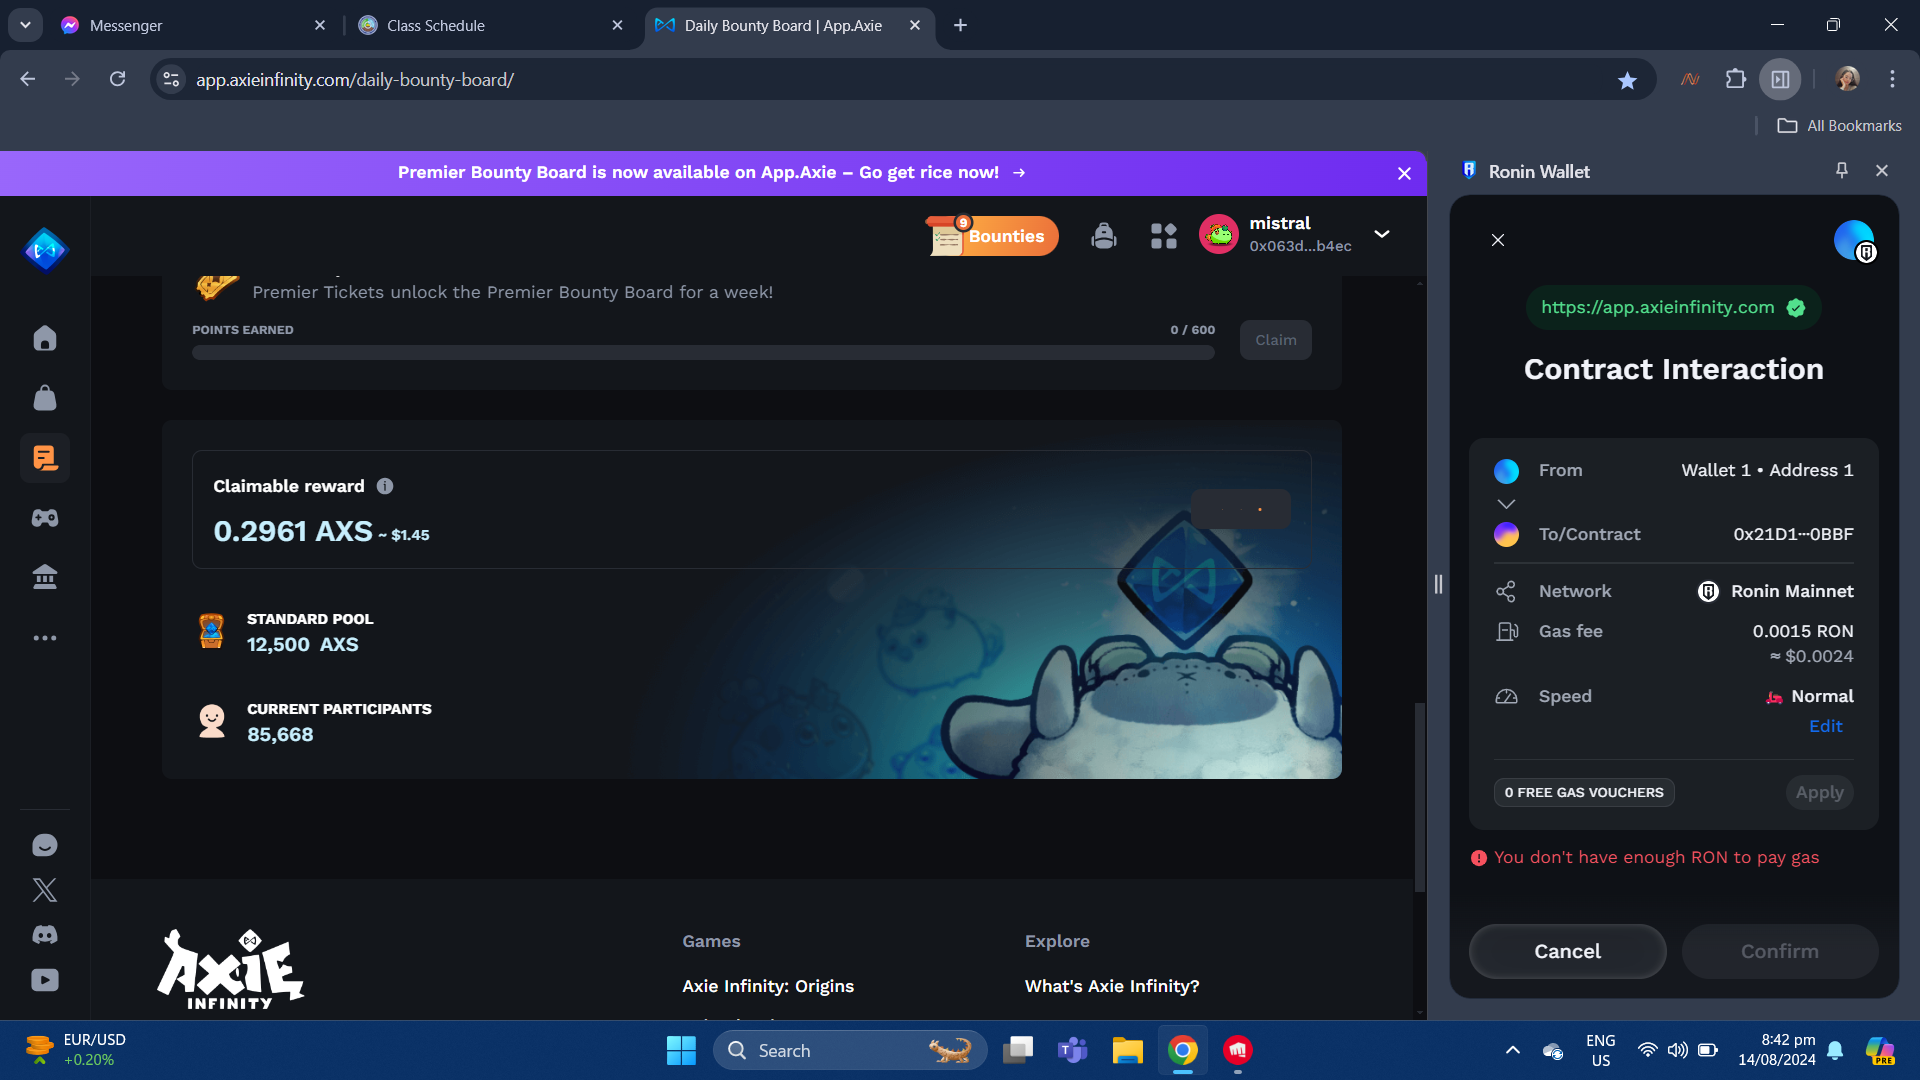 Messenger
Class Schedule
Daily Bounty Board | App.Axie
app.axieinfinity.com/daily-bounty-board/
All Bookmarks
Premier Bounty Board is now available on App.Axie – Go get rice now! →
9
Bounties
mistral
0x063d...b4ec
Premier Tickets unlock the Premier Bounty Board for a week!
POINTS EARNED
0 / 600
Claim
Claimable reward
0.2961 AXS ~ $1.45
STANDARD POOL
12,500 AXS
CURRENT PARTICIPANTS
85,668
AXIE
INFINITY
Games
Axie Infinity: Origins
Explore
What's Axie Infinity?
Ronin Wallet
https://app.axieinfinity.com
Contract Interaction
From
Wallet 1 • Address 1
To/Contract
0x21D1···0BBF
Network
Ronin Mainnet
Gas fee
0.0015 RON
≈ $0.0024
Speed
Normal
Edit
0 FREE GAS VOUCHERS
Apply
You don't have enough RON to pay gas
Cancel
Confirm
EUR/USD
+0.20%
Search
ENG
US
8:42 pm
14/08/2024
PRE